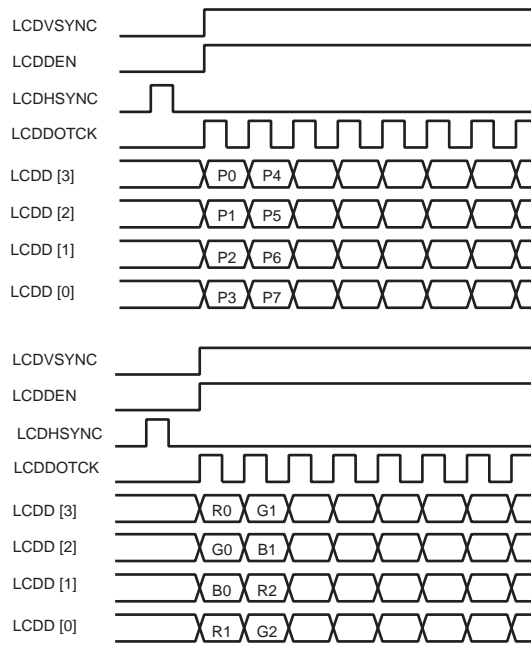 LCDVSYNC
LCDDEN
LCDHSYNC
LCDDOTCK
LCDD [3] P0 P4
LCDD [2] P1 P5
LCDD [1] P2 P6
LCDD [0] P3 P7
LCDVSYNC
LCDDEN
LCDHSYNC
LCDDOTCK
LCDD [3] R0 G1
LCDD [2] G0 B1
LCDD [1] B0 R2
LCDD [0] R1 G2